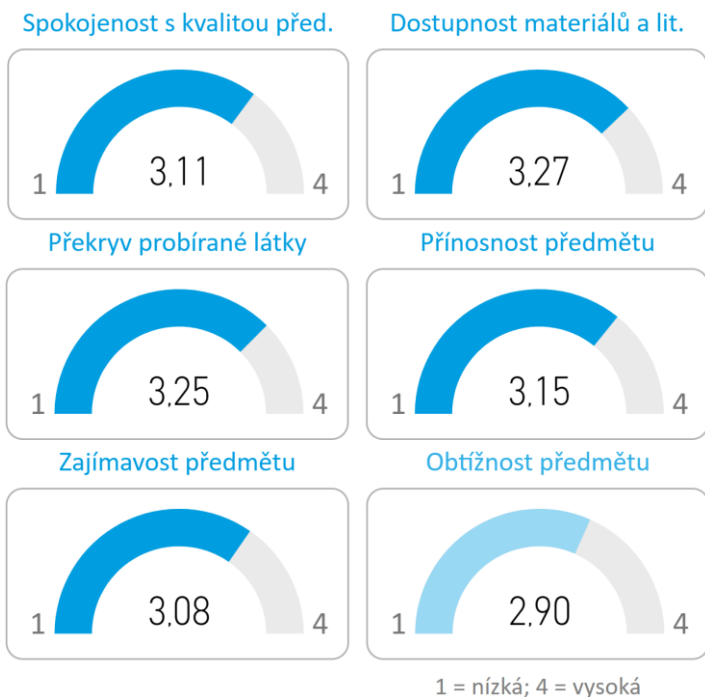 Spokojenost s kvalitou před.
Dostupnost materiálů a lit.
3,11
1
4
3,27
1
4
Překryv probírané látky
Přínosnost předmětu
3,25
1
4
3,15
1
4
Zajímavost předmětu
Obtížnost předmětu
3,08
1
4
2,90
1
4
1 = nízká; 4 = vysoká